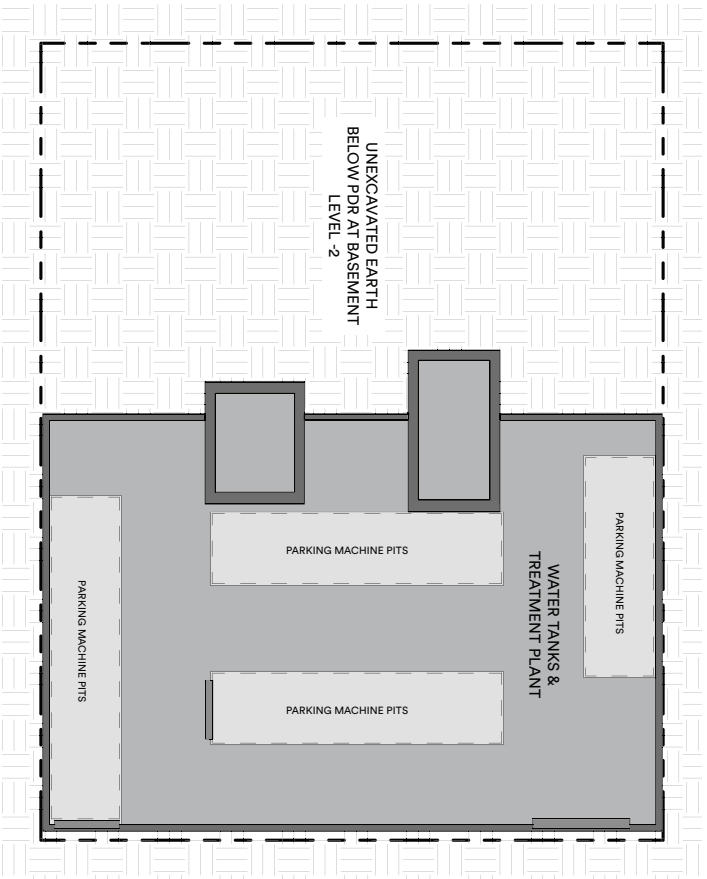 UNEXCAVATED EARTH
BELOW PDR AT BASEMENT
LEVEL -2
PARKING MACHINE PITS
PARKING MACHINE PITS
PARKING MACHINE PITS
WATER TANKS &
TREATMENT PLANT
PARKING MACHINE PITS